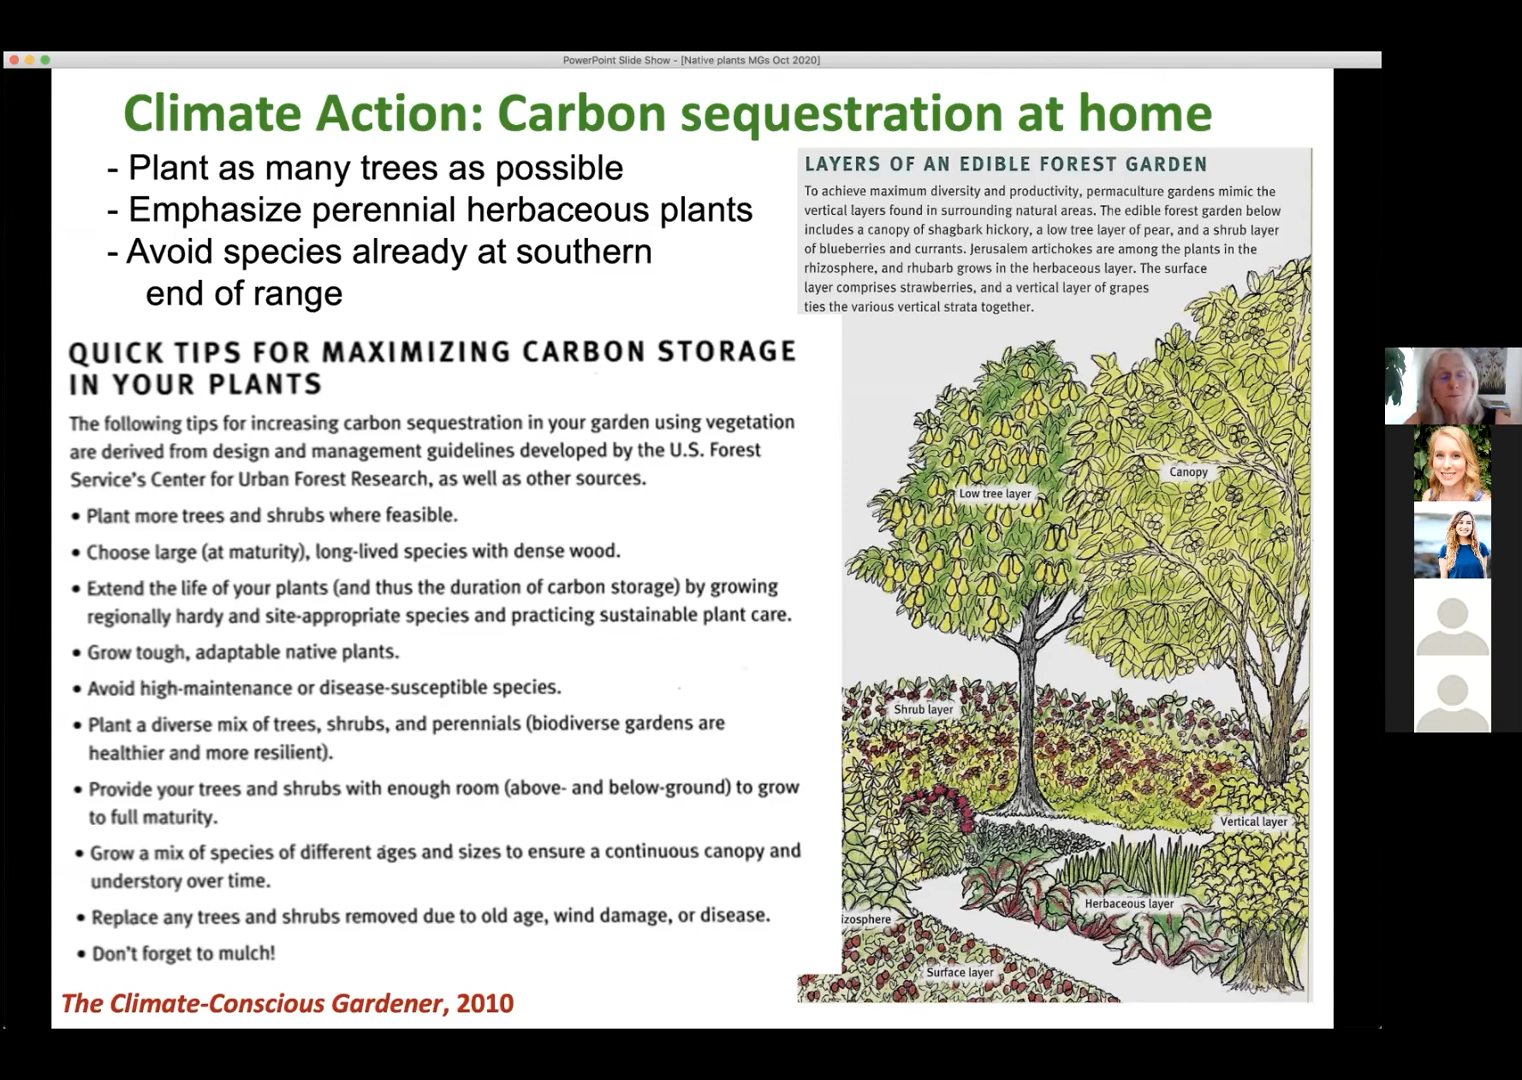 PowerPoint Slide Show - [Native plants MGs Oct 2020]
Climate Action: Carbon sequestration at home
- Plant as many trees as possible
- Emphasize perennial herbaceous plants
- Avoid species already at southern
end of range
QUICK TIPS FOR MAXIMIZING CARBON STORAGE
IN YOUR PLANTS
The following tips for increasing carbon sequestration in your garden using vegetation
are derived from design and management guidelines developed by the U.S. Forest
Service's Center for Urban Forest Research, as well as other sources.
• Plant more trees and shrubs where feasible.
• Choose large (at maturity), long-lived species with dense wood.
• Extend the life of your plants (and thus the duration of carbon storage) by growing
regionally hardy and site-appropriate species and practicing sustainable plant care.
• Grow tough, adaptable native plants.
• Avoid high-maintenance or disease-susceptible species.
• Plant a diverse mix of trees, shrubs, and perennials (biodiverse gardens are
healthier and more resilient).
• Provide your trees and shrubs with enough room (above- and below-ground) to grow
to full maturity.
• Grow a mix of species of different ages and sizes to ensure a continuous canopy and
understory over time.
• Replace any trees and shrubs removed due to old age, wind damage, or disease.
• Don't forget to mulch!
The Climate-Conscious Gardener, 2010
LAYERS OF AN EDIBLE FOREST GARDEN
To achieve maximum diversity and productivity, permaculture gardens mimic the
vertical layers found in surrounding natural areas. The edible forest garden below
includes a canopy of shagbark hickory, a low tree layer of pear, and a shrub layer
of blueberries and currants. Jerusalem artichokes are among the plants in the
rhizosphere, and rhubarb grows in the herbaceous layer. The surface
layer comprises strawberries, and a vertical layer of grapes
ties the various vertical strata together.
Canopy
Low tree layer
Shrub layer
Vertical layer
Herbaceous layer
izosphere
Surface layer